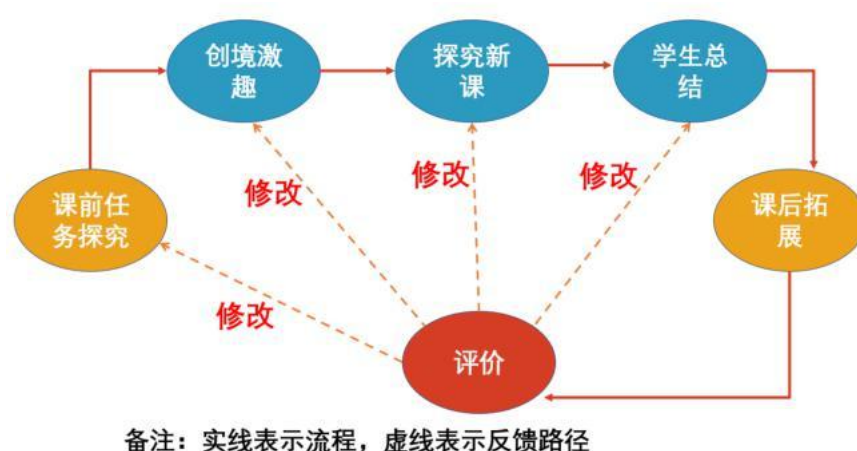 创境激
趣
探究新
课
学生总
结
修改
修改
修改
课前任
务探究
课后拓
展
修改
评价
备注：实线表示流程，虚线表示反馈路径